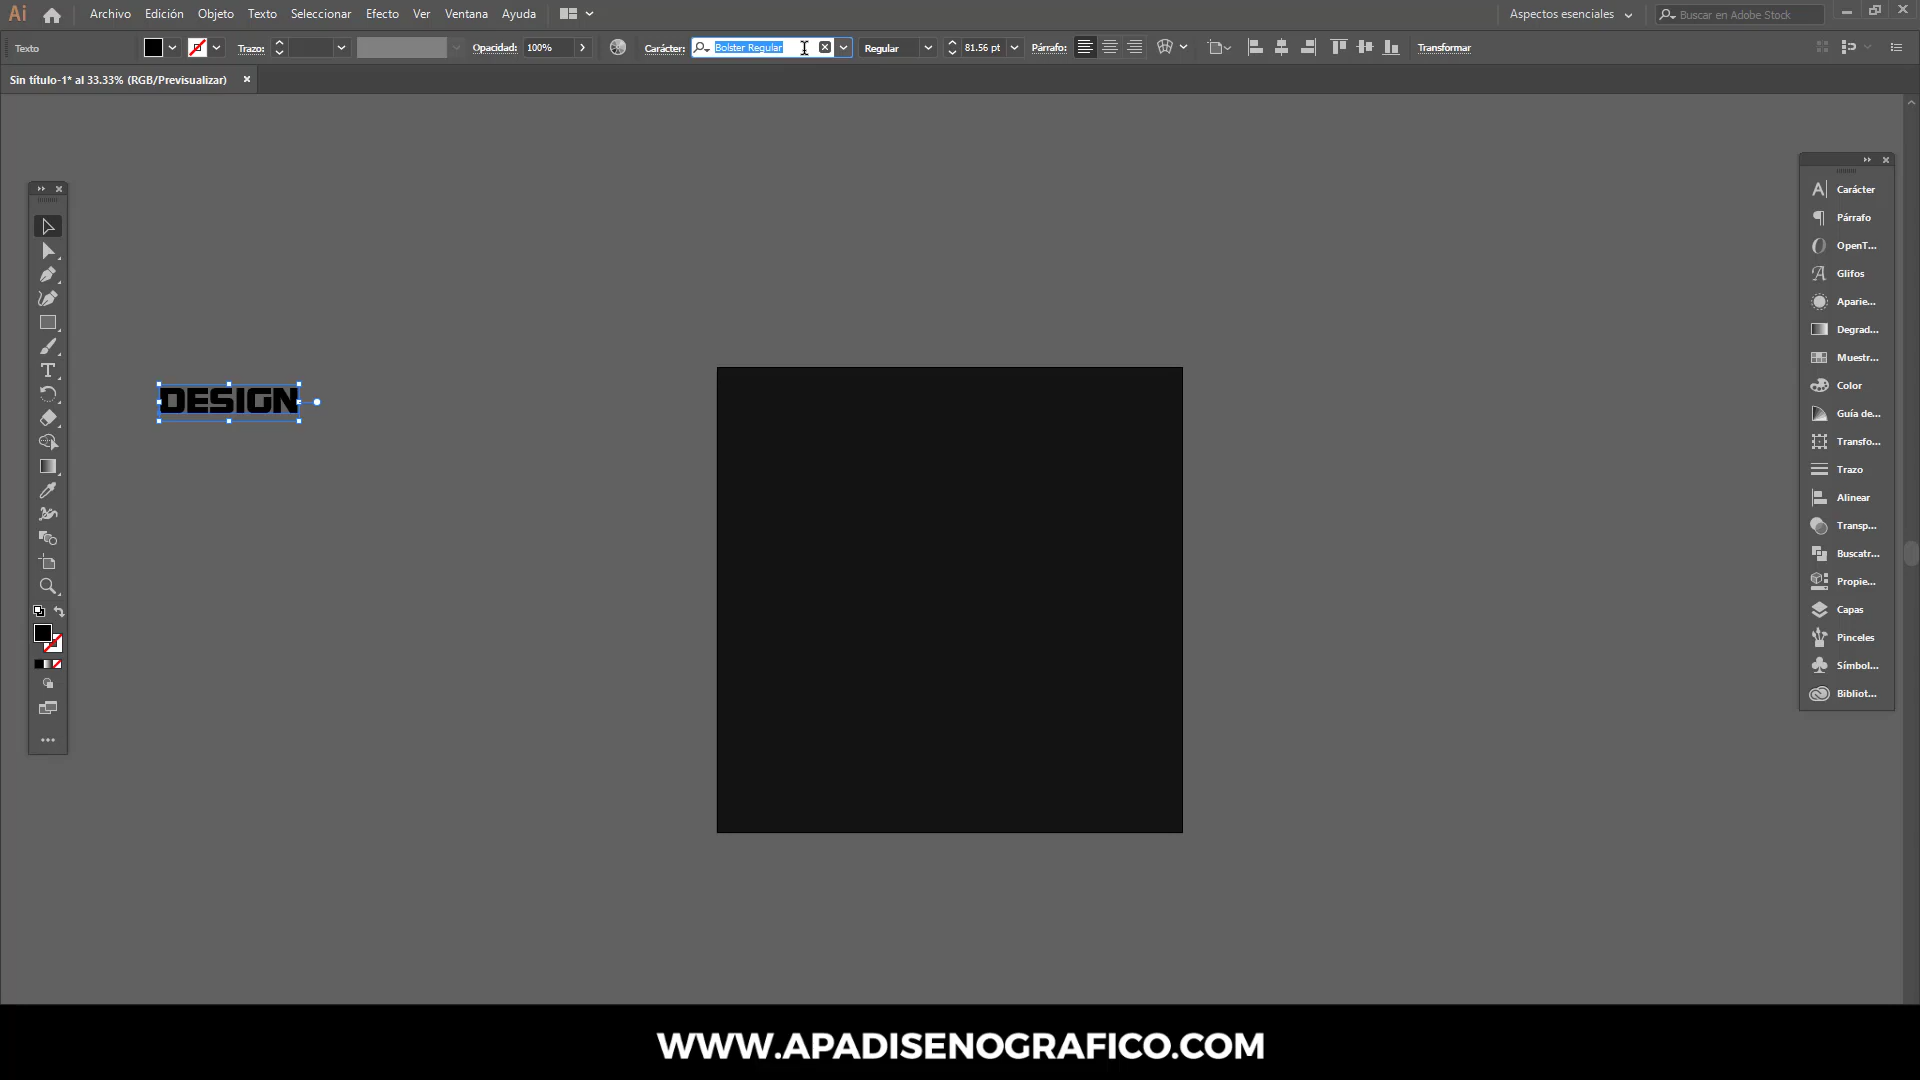 Ai Archivo Edición Objeto Texto Seleccionar Efecto Ver Ventana Ayuda Aspectos esenciales Buscar en Adobe Stock
Texto Trazo: Opacidad: 100% Carácter: Bolster Regular Regular 81.56 pt Párrafo: Transformar
Sin título-1* al 33.33% (RGB/Previsualizar)
Carácter
Párrafo
OpenT...
Glifos
Aparie...
Degrad...
Muestr...
Color
Guía de...
Transfo...
Trazo
Alinear
Transp...
Buscatr...
Propie...
Capas
Pinceles
Símbol...
Bibliot...
DESIGN
WWW.APADISENOGRAFICO.COM